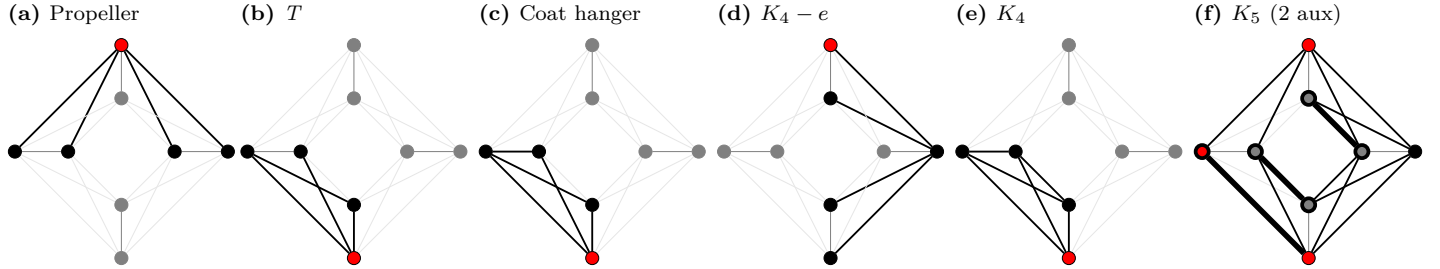 (a) Propeller
(b) T
(c) Coat hanger
(d) K₄ − e
(e) K₄
(f) K₅ (2 aux)